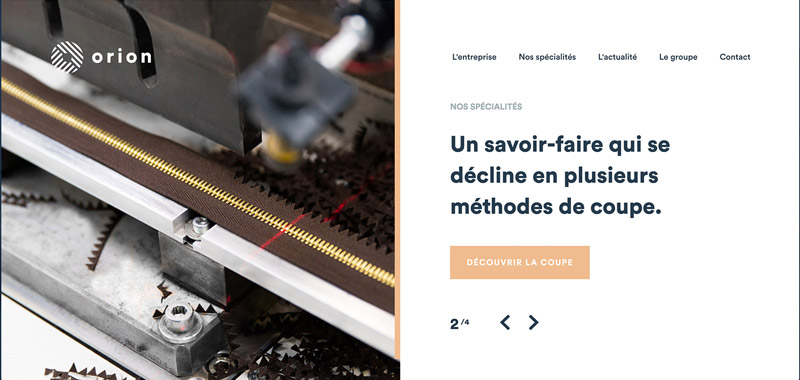 orion
L'entreprise
Nos spécialités
L'actualité
Le groupe
Contact
NOS SPÉCIALITÉS
Un savoir-faire qui se
décline en plusieurs
méthodes de coupe.
DÉCOUVRIR LA COUPE
2/4